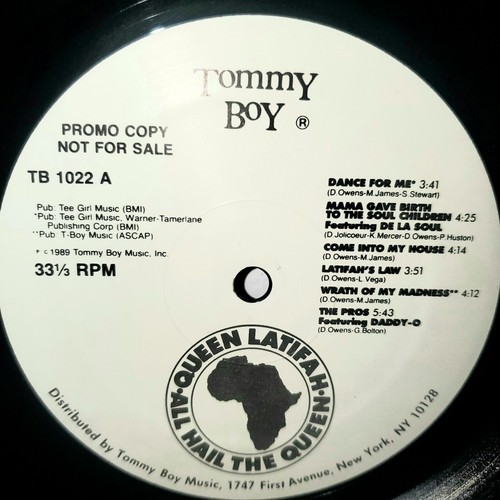 Tommy
Boy ®
PROMO COPY
NOT FOR SALE
TB 1022 A
Pub: Tee Girl Music (BMI)
*Pub: Tee Girl Music, Warner-Tamerlane
Publishing Corp (BMI)
**Pub: T-Boy Music (ASCAP)
℗ © 1989 Tommy Boy Music, Inc.
33⅓ RPM
DANCE FOR ME* 3:41
(D.Owens-M.James-S.Stewart)
MAMA GAVE BIRTH
TO THE SOUL CHILDREN 4:25
Featuring DE LA SOUL
(D.Jolicoeur-K.Mercer-D.Owens-P.Huston)
COME INTO MY HOUSE 4:14
(D.Owens-M.James)
LATIFAH'S LAW 3:51
(D.Owens-L.Vega)
WRATH OF MY MADNESS** 4:12
(D.Owens-M.James)
THE PROS 5:43
Featuring DADDY-O
(D.Owens-G.Bolton)
•QUEEN LATIFAH•
ALL HAIL THE QUEEN
Distributed by Tommy Boy Music, 1747 First Avenue, New York, NY 10128